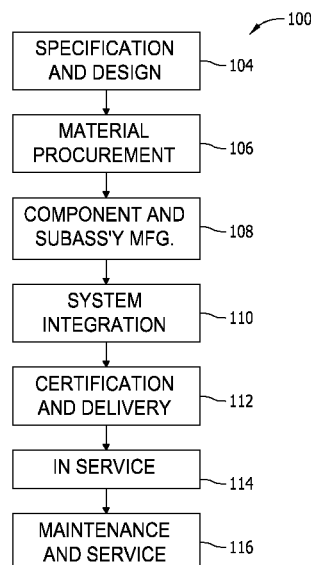 100
SPECIFICATION
AND DESIGN
104
MATERIAL
PROCUREMENT
106
COMPONENT AND
SUBASS'Y MFG.
108
SYSTEM
INTEGRATION
110
CERTIFICATION
AND DELIVERY
112
IN SERVICE
114
MAINTENANCE
AND SERVICE
116